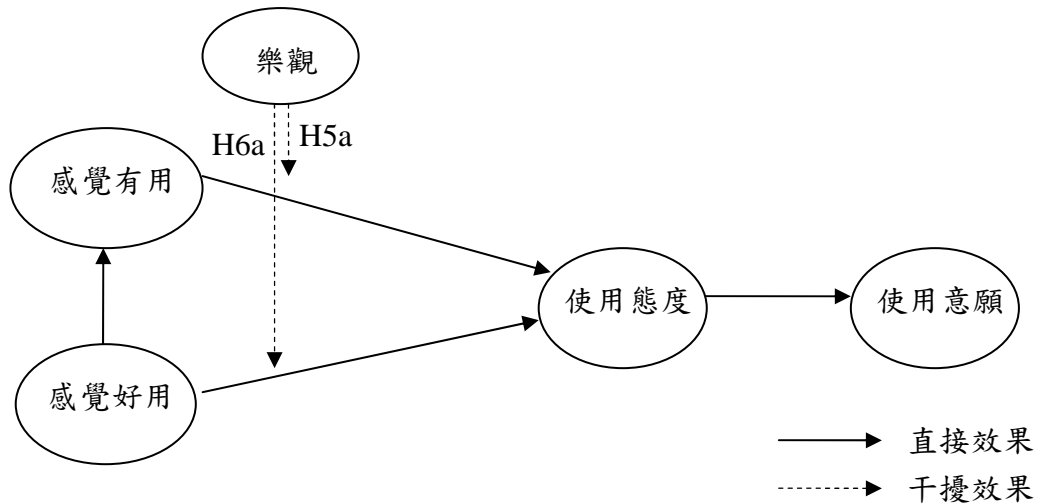 樂觀
H6a
H5a
感覺有用
使用態度
使用意願
感覺好用
直接效果
干擾效果